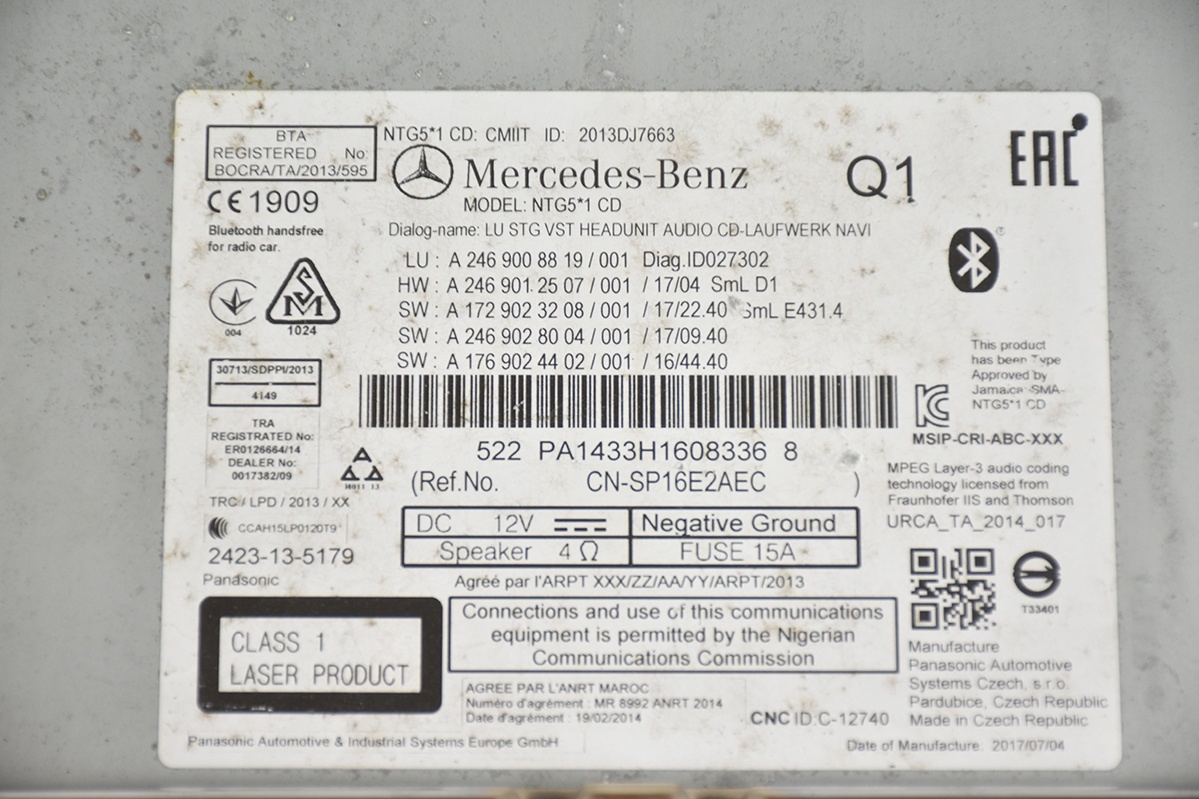 BTA
REGISTERED No:
BOCRA/TA/2013/595
NTG5*1 CD: CMIIT ID: 2013DJ7663
Mercedes-Benz
Q1
EAC
MODEL: NTG5*1 CD
CE1909
Bluetooth handsfree
for radio car.
Dialog-name: LU STG VST HEADUNIT AUDIO CD-LAUFWERK NAVI
LU : A 246 900 88 19 / 001 Diag.ID027302
HW : A 246 901 25 07 / 001 / 17/04 SmL D1
SW : A 172 902 32 08 / 001 / 17/22.40 SmL E431.4
SW : A 246 902 80 04 / 001 / 17/09.40
SW : A 176 902 44 02 / 001 / 16/44.40
004
SM
1024
30713/SDPPI/2013
4149
TRA
REGISTRATED No:
ER0126664/14
DEALER No:
0017382/09
This product
has been Type
Approved by
Jamaica SMA-
NTG5*1 CD
MSIP-CRI-ABC-XXX
522 PA1433H1608336 8
(Ref.No. CN-SP16E2AEC )
MPEG Layer-3 audio coding
technology licensed from
Fraunhofer IIS and Thomson
URCA_TA_2014_017
TRC / LPD / 2013 / XX
CCAH15LP0120T9
2423-13-5179
Panasonic
DC 12V Negative Ground
Speaker 4 Ω FUSE 15A
Agréé par l'ARPT XXX/ZZ/AA/YY/ARPT/2013
T33401
CLASS 1
LASER PRODUCT
Connections and use of this communications
equipment is permitted by the Nigerian
Communications Commission
AGREE PAR L'ANRT MAROC
Numéro d'agrément : MR 8992 ANRT 2014
Date d'agrément : 19/02/2014
CNC ID:C-12740
Manufacture
Panasonic Automotive
Systems Czech, s.r.o.
Pardubice, Czech Republic
Made in Czech Republic
Panasonic Automotive & Industrial Systems Europe GmbH
Date of Manufacture: 2017/07/04